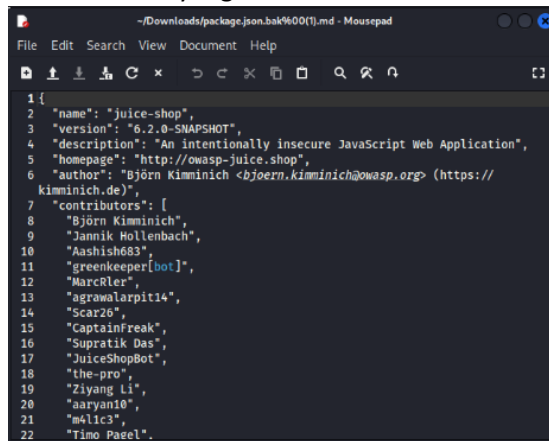 ~/Downloads/package.json.bak%00(1).md - Mousepad
File Edit Search View Document Help
1 {
2 "name": "juice-shop",
3 "version": "6.2.0-SNAPSHOT",
4 "description": "An intentionally insecure JavaScript Web Application",
5 "homepage": "http://owasp-juice.shop",
6 "author": "Björn Kimminich <bjoern.kimminich@owasp.org> (https://
kimminich.de)",
7 "contributors": [
8 "Björn Kimminich",
9 "Jannik Hollenbach",
10 "Aashish683",
11 "greenkeeper[bot]",
12 "MarcRler",
13 "agrawalarpit14",
14 "Scar26",
15 "CaptainFreak",
16 "Supratik Das",
17 "JuiceShopBot",
18 "the-pro",
19 "Ziyang Li",
20 "aaryan10",
21 "m4l1c3",
22 "Timo Pagel",